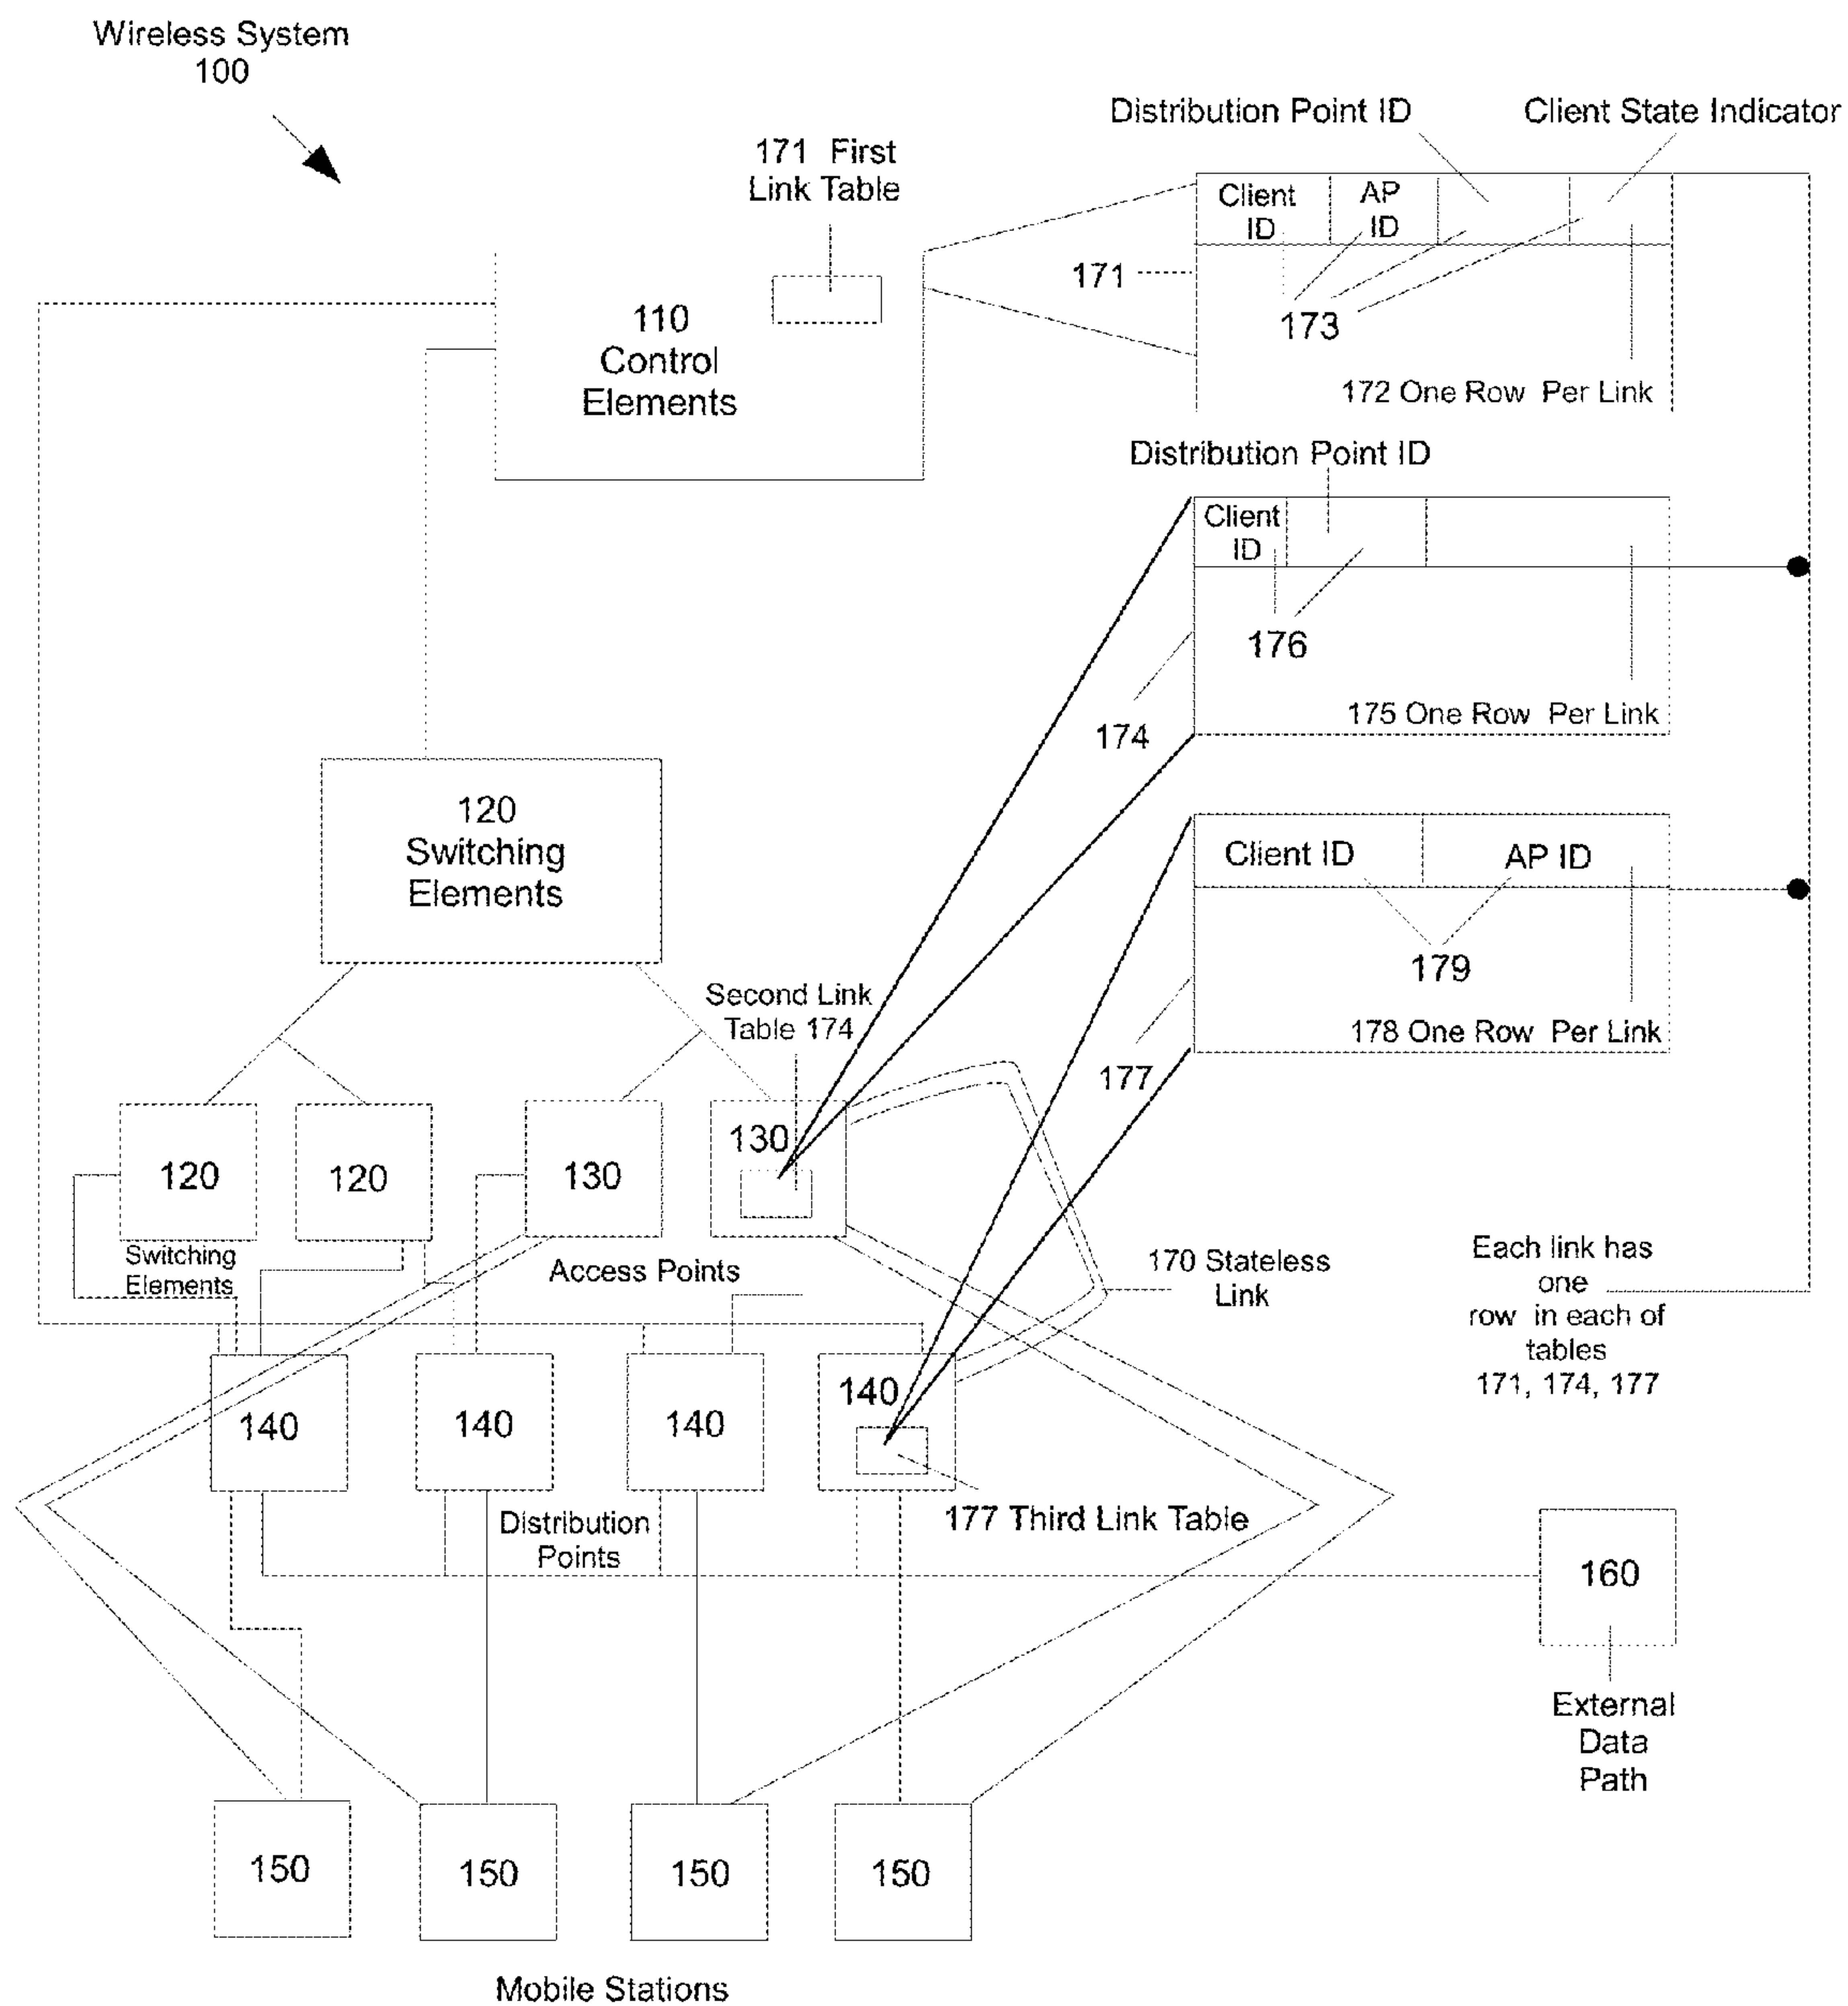 Wireless System
100
Distribution Point ID
Client State Indicator
171 First
Link Table
Client
ID
AP
ID
171
173
172 One Row Per Link
110
Control
Elements
Distribution Point ID
Client
ID
176
174
175 One Row Per Link
120
Switching
Elements
Client ID
AP ID
179
177
178 One Row Per Link
Second Link
Table 174
120
120
130
130
Switching
Elements
Access Points
170 Stateless
Link
Each link has
one
row in each of
tables
171, 174, 177
140
140
140
140
Distribution
Points
177 Third Link Table
160
External
Data
Path
150
150
150
150
Mobile Stations